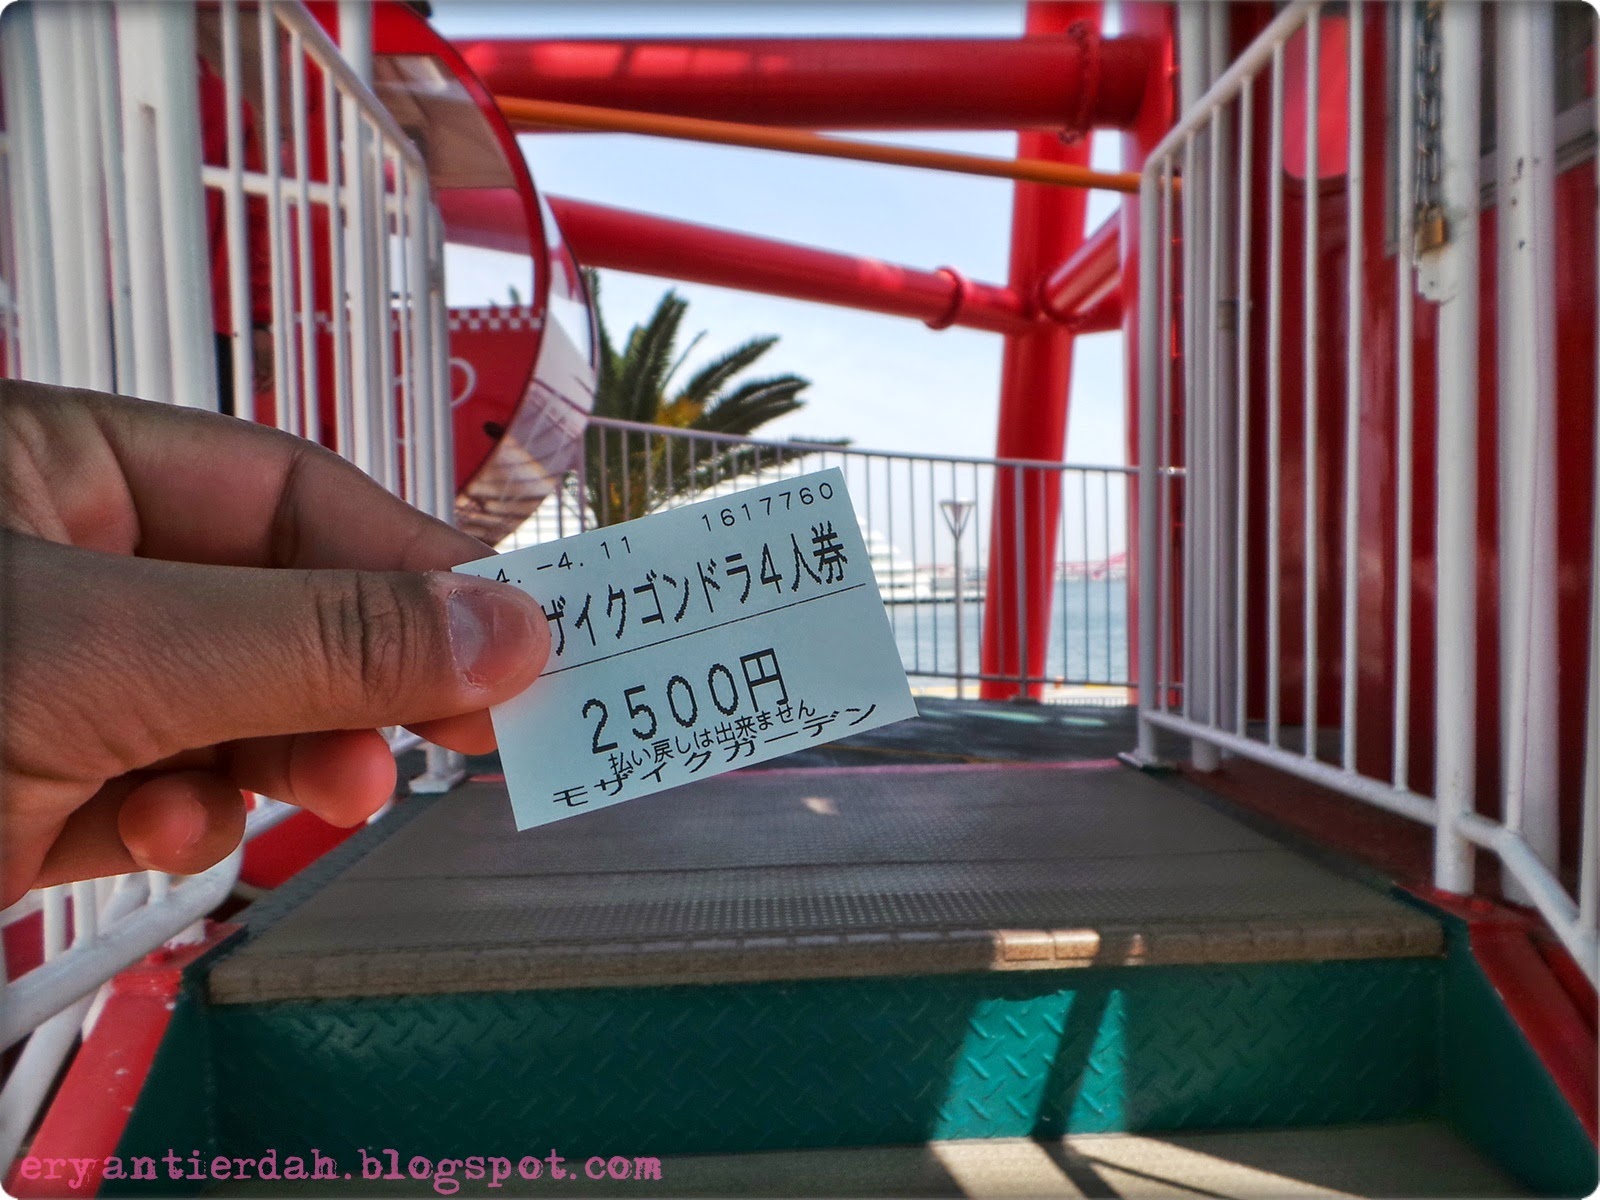 14. -4. 11 1617760
ザイクゴンドラ4人券
2500円
払い戻しは出来ません
モザイクガーデン
eryantierdah.blogspot.com